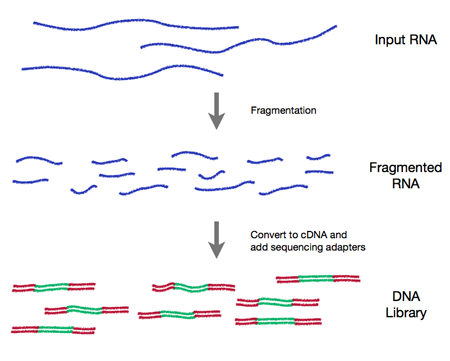 Input RNA
Fragmentation
Fragmented
RNA
Convert to cDNA and
add sequencing adapters
DNA
Library